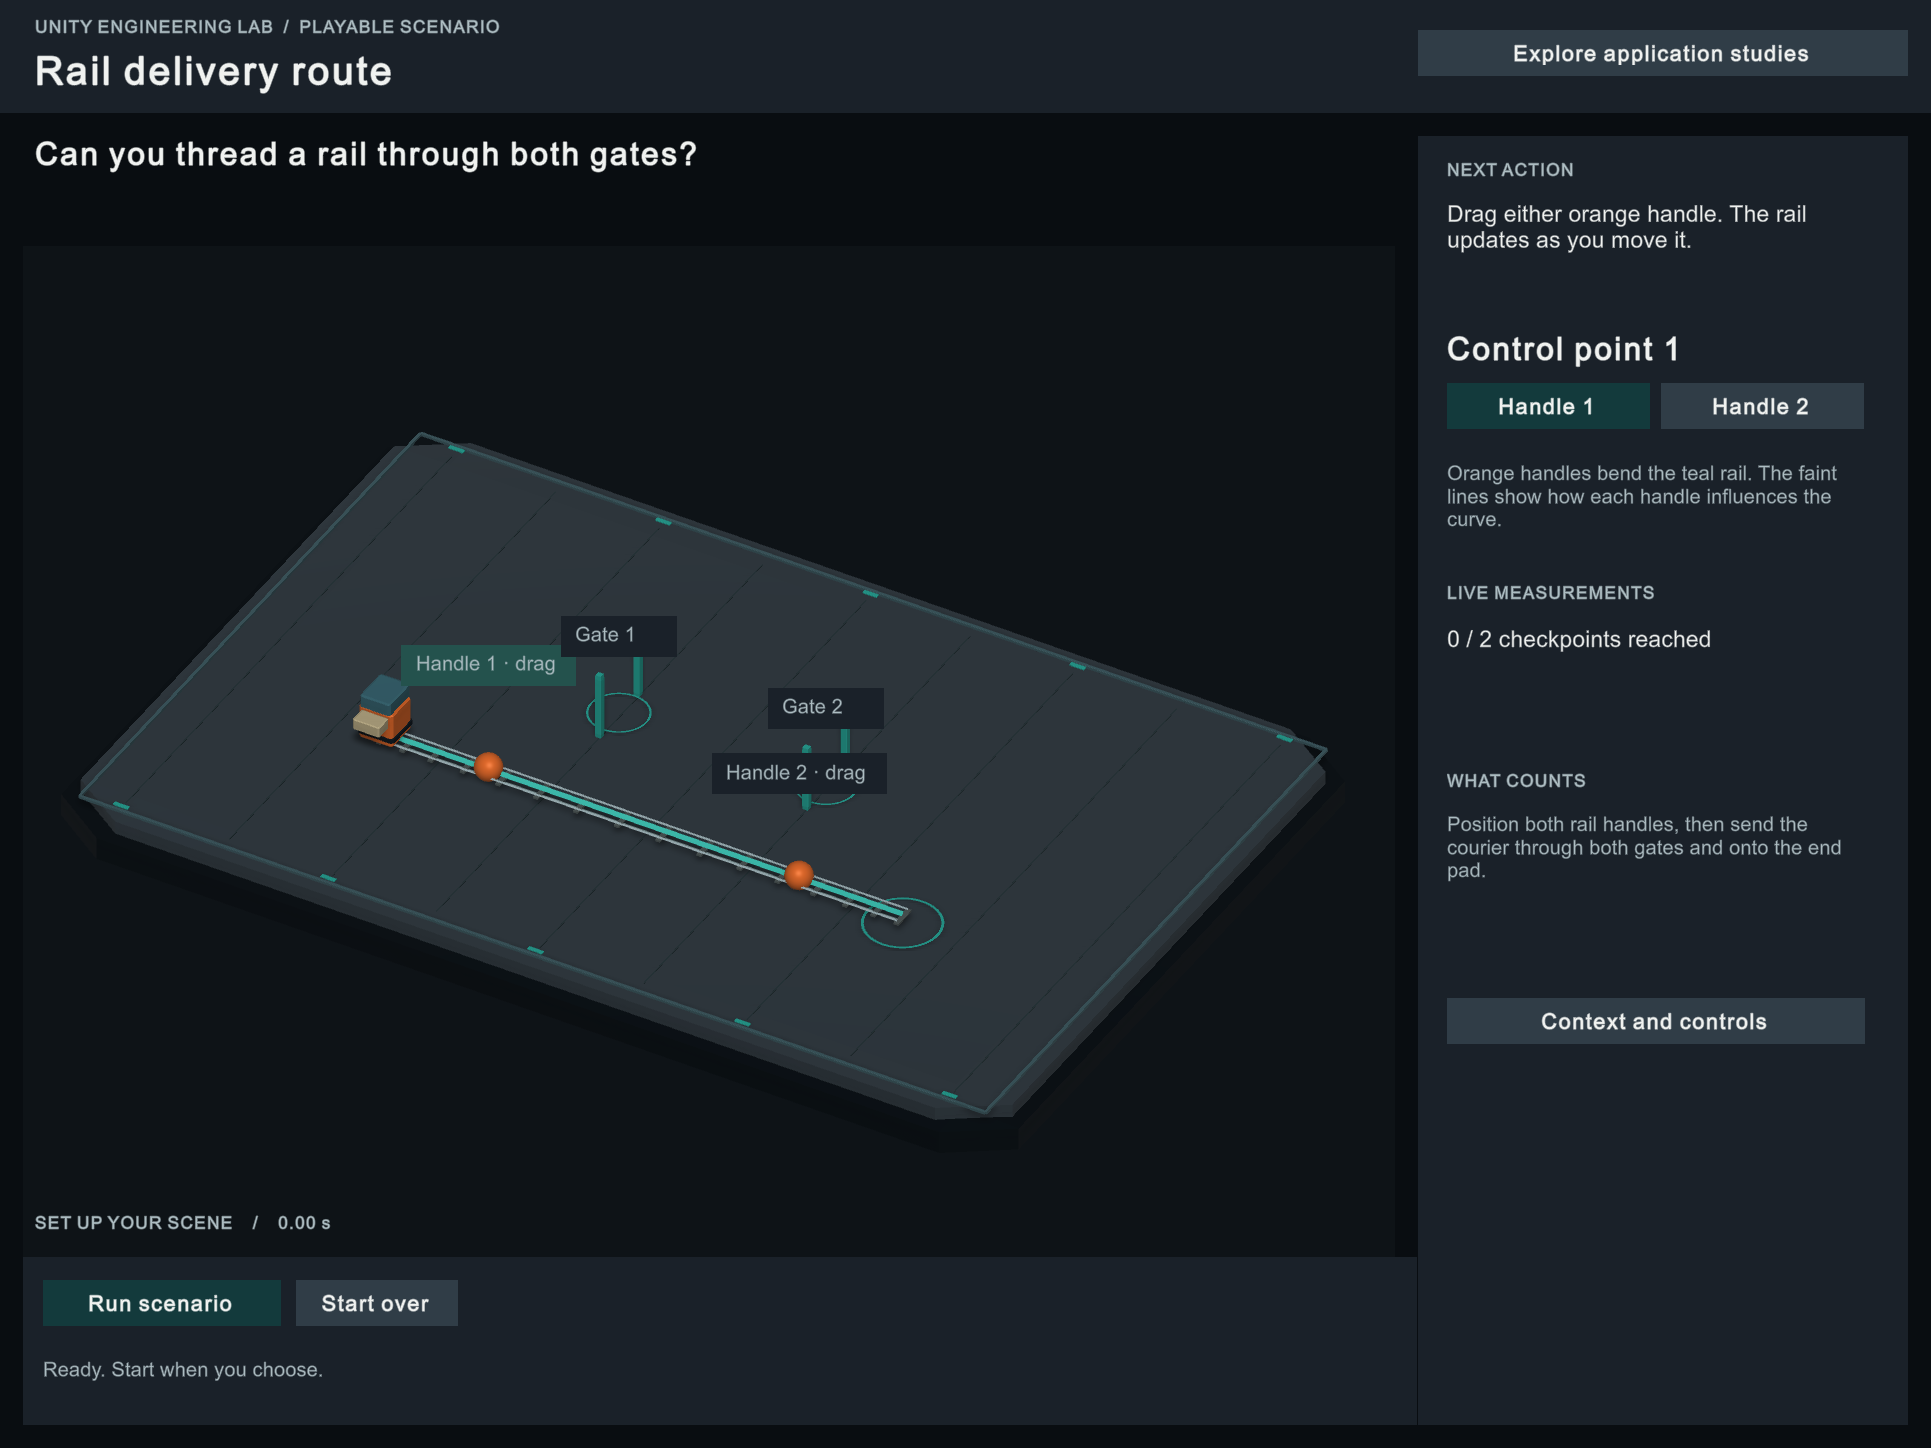 UNITY ENGINEERING LAB / PLAYABLE SCENARIO
Rail delivery route
Explore application studies
Can you thread a rail through both gates?
NEXT ACTION
Drag either orange handle. The rail
updates as you move it.
Control point 1
Handle 1
Handle 2
Orange handles bend the teal rail. The faint
lines show how each handle influences the
curve.
LIVE MEASUREMENTS
0 / 2 checkpoints reached
WHAT COUNTS
Position both rail handles, then send the
courier through both gates and onto the end
pad.
Context and controls
Gate 1
Handle 1 · drag
Gate 2
Handle 2 · drag
SET UP YOUR SCENE / 0.00 s
Run scenario
Start over
Ready. Start when you choose.